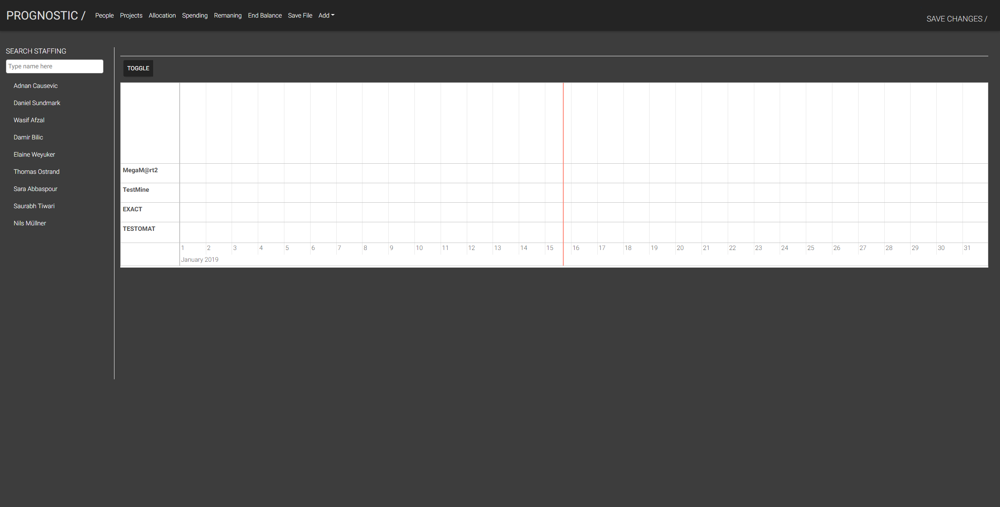 PROGNOSTIC / People Projects Allocation Spending Remaning End Balance Save File Add
SAVE CHANGES /
SEARCH STAFFING
Type name here
Adnan Causevic
Daniel Sundmark
Wasif Afzal
Damir Bilic
Elaine Weyuker
Thomas Ostrand
Sara Abbaspour
Saurabh Tiwari
Nils Müllner
TOGGLE
MegaM@rt2
TestMine
EXACT
TESTOMAT
1 2 3 4 5 6 7 8 9 10 11 12 13 14 15 16 17 18 19 20 21 22 23 24 25 26 27 28 29 30 31
January 2019